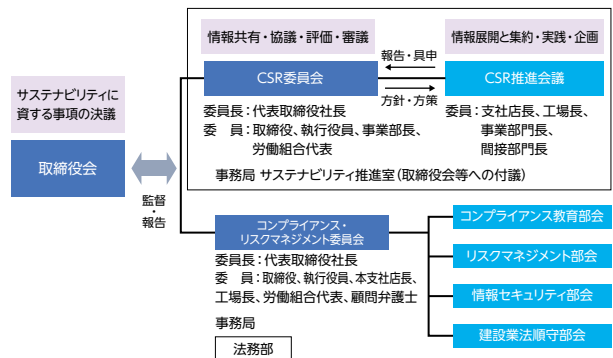 サステナビリティに
資する事項の決議
取締役会
監督
・
報告
情報共有・協議・評価・審議
CSR委員会
報告・具申
方針・方策
情報展開と集約・実践・企画
CSR推進会議
委員長：代表取締役社長
委　員：取締役、執行役員、事業部長、
労働組合代表
委員：支社店長、工場長、
事業部門長、
間接部門長
事務局 サステナビリティ推進室（取締役会等への付議）
コンプライアンス・
リスクマネジメント委員会
委員長：代表取締役社長
委　員：取締役、執行役員、本支社店長、
工場長、労働組合代表、顧問弁護士
事務局
法務部
コンプライアンス教育部会
リスクマネジメント部会
情報セキュリティ部会
建設業法順守部会